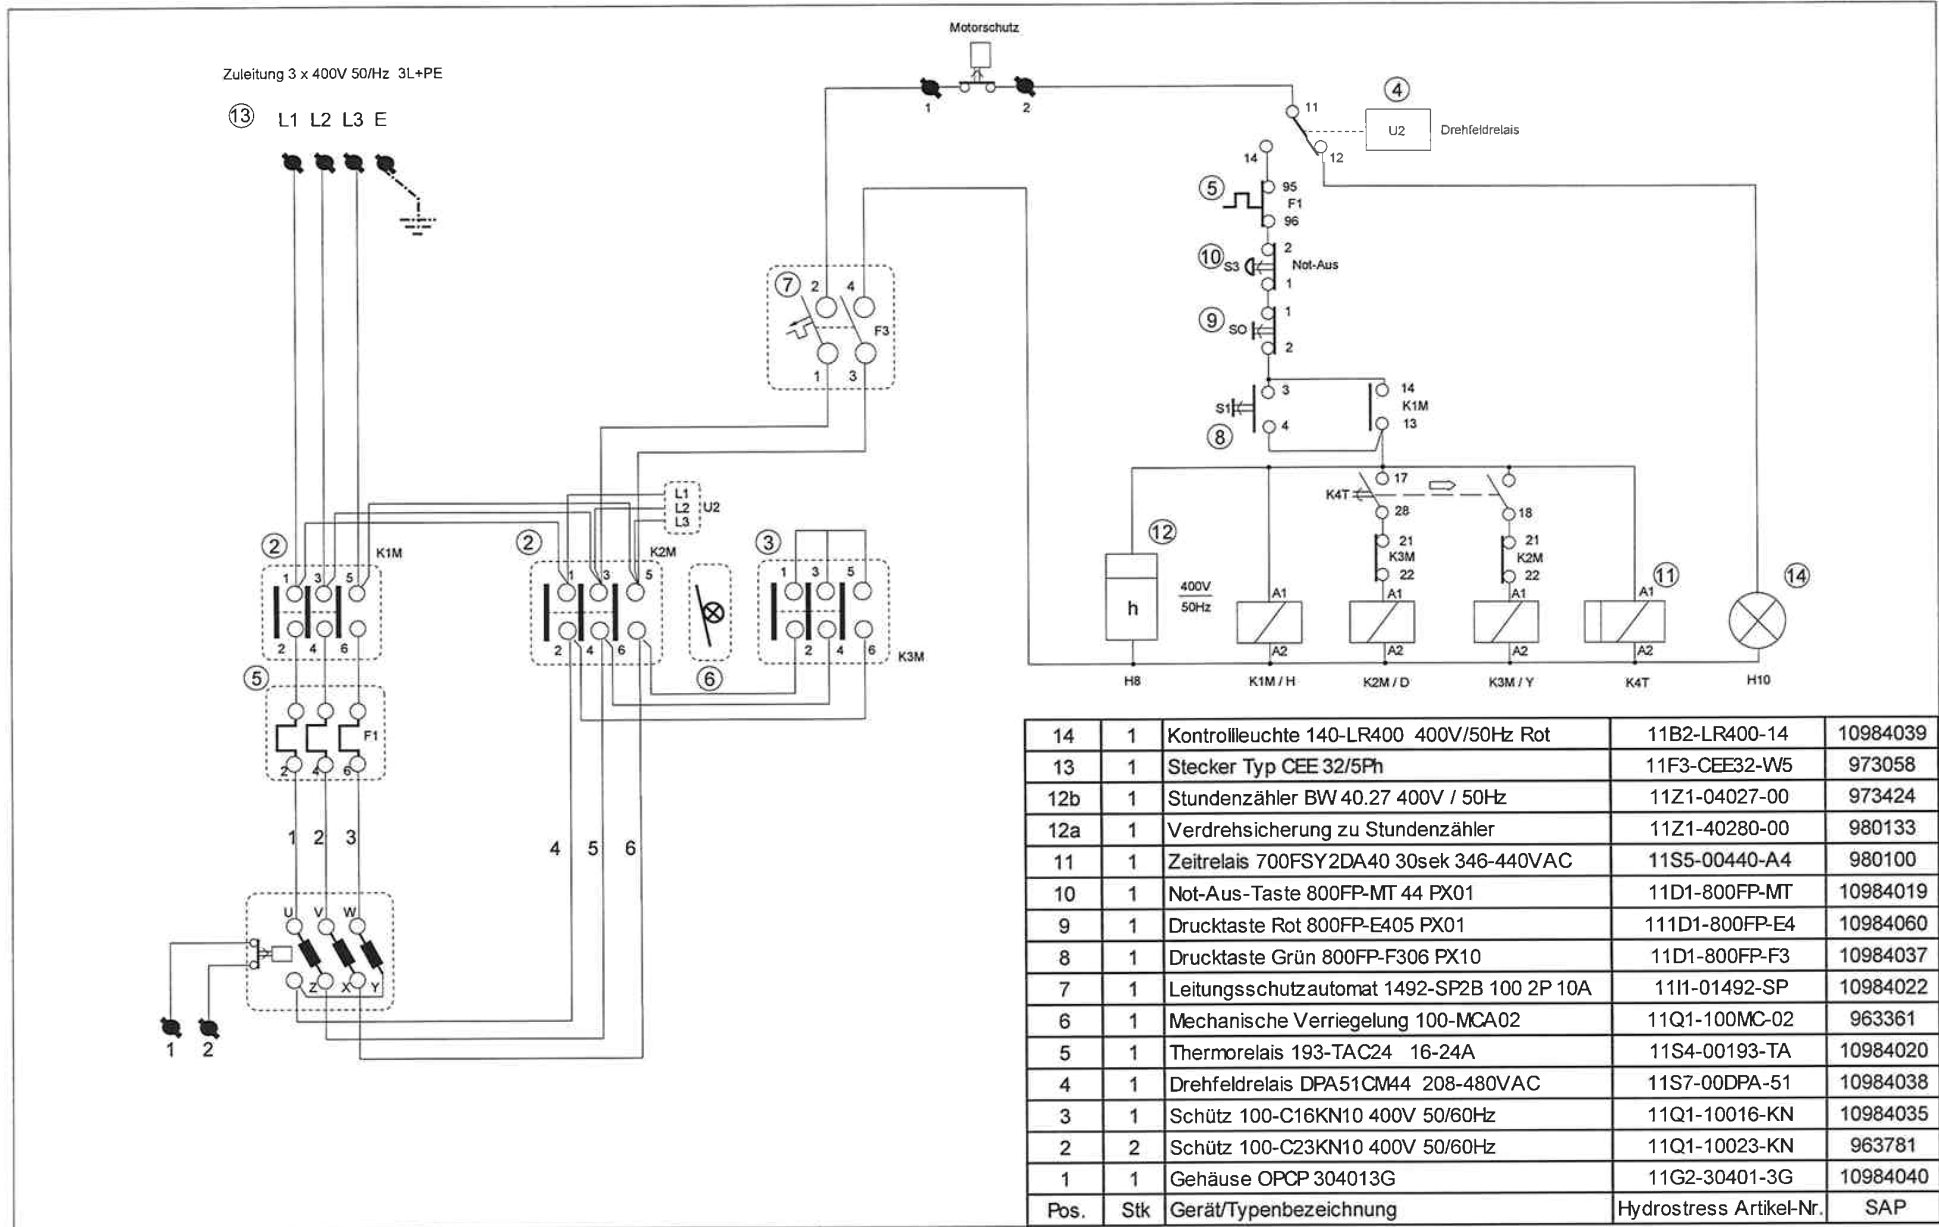 Motorschutz
1
2
Zuleitung 3 x 400V 50/Hz 3L+PE
13 L1 L2 L3 E
4
11
U2 Drehfeldrelais
14
12
5
95
F1
96
2
10 S3 Not-Aus
1
1
9 SO
2
7 2 4
F3
1 3
3 14
S1 K1M
4 13
8
17
K4T
28 18
L1
L2 U2
L3
2 K1M
1 3 5
2 4 6
2 K2M
1 3 5
2 4 6
6
3
1 3 5
2 4 6
K3M
12
h
400V
50Hz
21 21
K3M K2M
22 22
11
14
A1 A1 A1 A1
A2 A2 A2 A2
H8 K1M / H K2M / D K3M / Y K4T H10
5
F1
2 4 6
1 2 3
4 5 6
U V W
Z X Y
1 2
14 1 Kontrollleuchte 140-LR400 400V/50Hz Rot 11B2-LR400-14 10984039
13 1 Stecker Typ CEE 32/5Ph 11F3-CEE32-W5 973058
12b 1 Stundenzähler BW 40.27 400V / 50Hz 11Z1-04027-00 973424
12a 1 Verdrehsicherung zu Stundenzähler 11Z1-40280-00 980133
11 1 Zeitrelais 700FSY2DA40 30sek 346-440VAC 11S5-00440-A4 980100
10 1 Not-Aus-Taste 800FP-MT 44 PX01 11D1-800FP-MT 10984019
9 1 Drucktaste Rot 800FP-E405 PX01 111D1-800FP-E4 10984060
8 1 Drucktaste Grün 800FP-F306 PX10 11D1-800FP-F3 10984037
7 1 Leitungsschutzautomat 1492-SP2B 100 2P 10A 11I1-01492-SP 10984022
6 1 Mechanische Verriegelung 100-MCA02 11Q1-100MC-02 963361
5 1 Thermorelais 193-TAC24 16-24A 11S4-00193-TA 10984020
4 1 Drehfeldrelais DPA51CM44 208-480VAC 11S7-00DPA-51 10984038
3 1 Schütz 100-C16KN10 400V 50/60Hz 11Q1-10016-KN 10984035
2 2 Schütz 100-C23KN10 400V 50/60Hz 11Q1-10023-KN 963781
1 1 Gehäuse OPCP 304013G 11G2-30401-3G 10984040
Pos. Stk Gerät/Typenbezeichnung Hydrostress Artikel-Nr. SAP